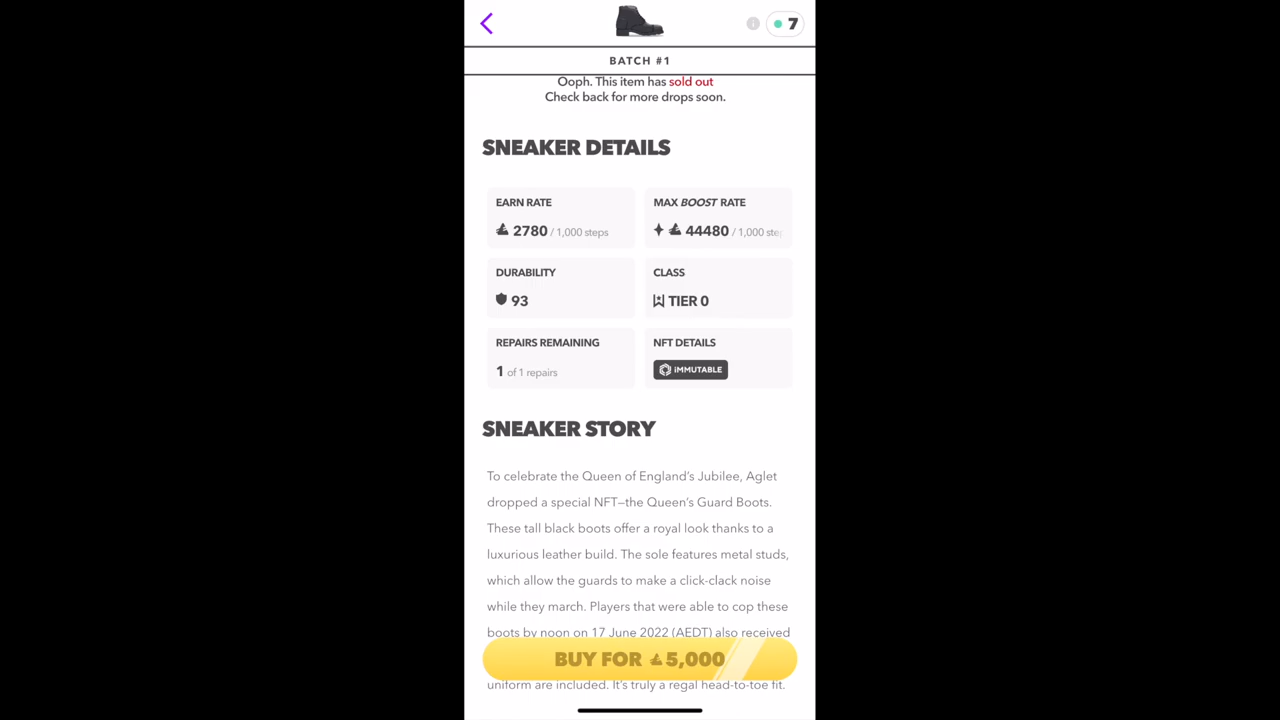 7
BATCH #1
Ooph. This item has sold out
Check back for more drops soon.
SNEAKER DETAILS
EARN RATE
2780 / 1,000 steps
MAX BOOST RATE
44480 / 1,000 ste
DURABILITY
93
CLASS
TIER 0
REPAIRS REMAINING
1 of 1 repairs
NFT DETAILS
iMMUTABLE
SNEAKER STORY
To celebrate the Queen of England's Jubilee, Aglet
dropped a special NFT—the Queen's Guard Boots.
These tall black boots offer a royal look thanks to a
luxurious leather build. The sole features metal studs,
which allow the guards to make a click-clack noise
while they march. Players that were able to cop these
boots by noon on 17 June 2022 (AEDT) also received
BUY FOR 5,000
uniform are included. It's truly a regal head-to-toe fit.